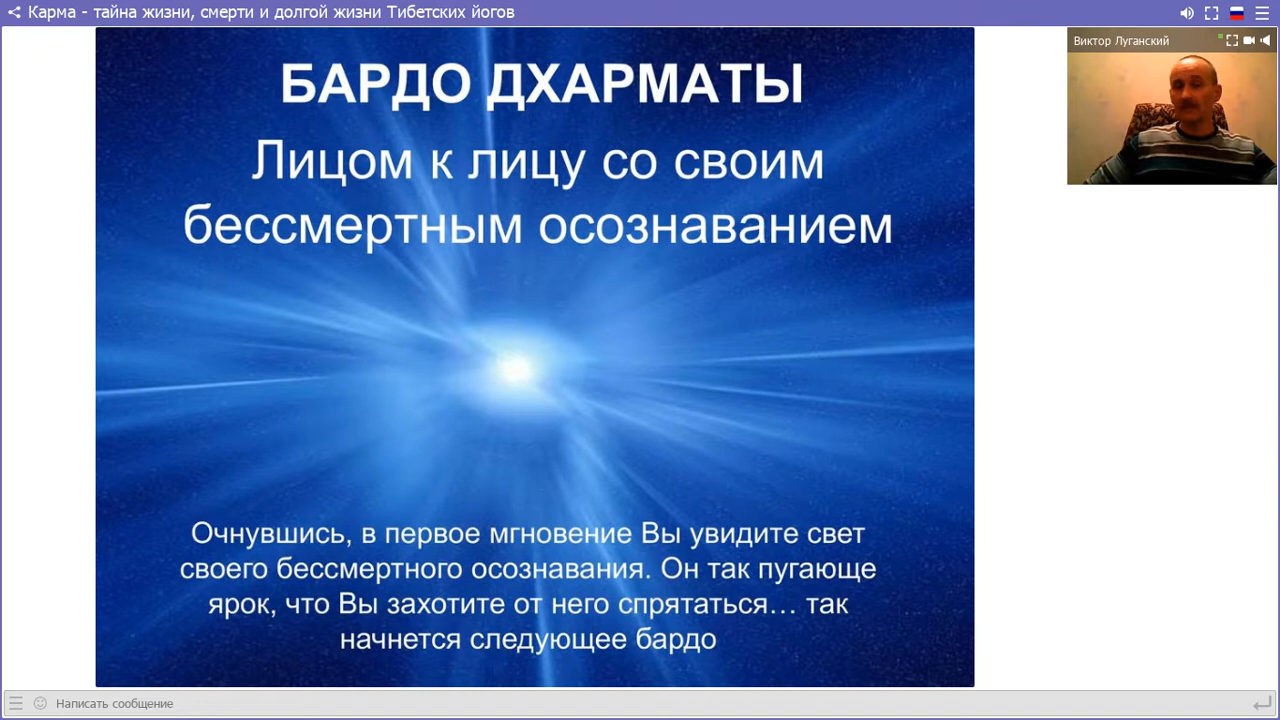 Карма - тайна жизни, смерти и долгой жизни Тибетских йогов
Виктор Луганский
БАРДО ДХАРМАТЫ
Лицом к лицу со своим
бессмертным осознаванием
Очнувшись, в первое мгновение Вы увидите свет
своего бессмертного осознавания. Он так пугающе
ярок, что Вы захотите от него спрятаться... так
начнется следующее бардо
Написать сообщение